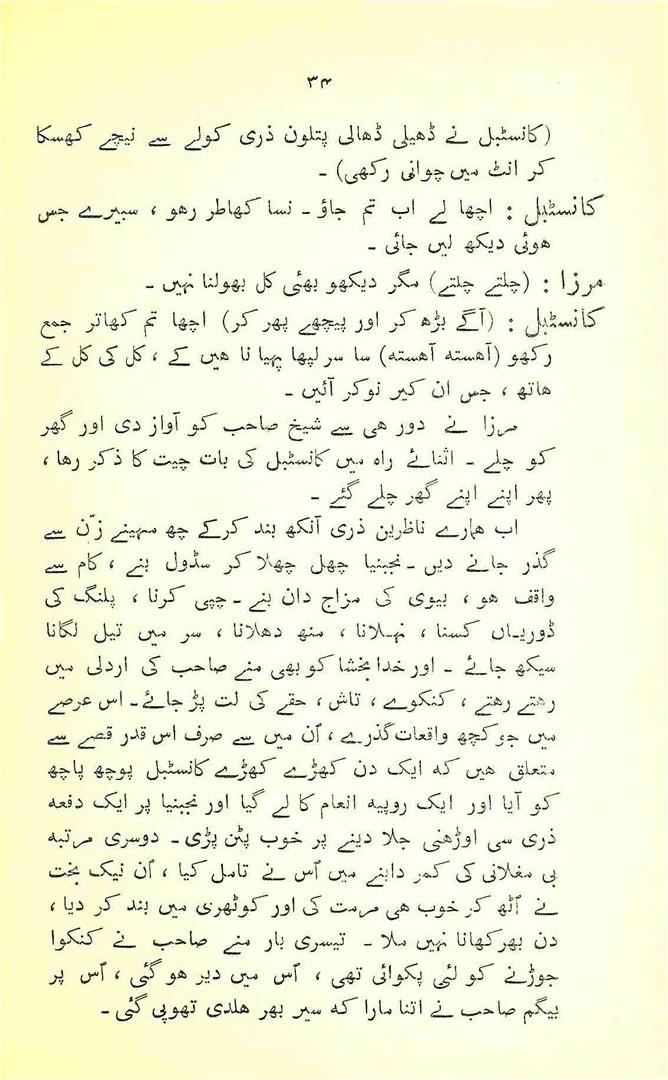 ۳۴
(کانسٹبل نے ڈھیلی ڈھالی پتلون ذری کولے سے نیچے کھسکا
کر انٹ میں چوانی رکھی) ۔
کانسٹبل : اچھا لے اب تم جاؤ ۔ نسا کھاطر رھو ، سبیرے جس
ھوئی دیکھ لیں جائی ۔
مرزا : (چلتے چلتے) مگر دیکھو بھئی کل بھولنا نہیں ۔
کانسٹبل : (آگے بڑھ کر اور پیچھے پھر کر) اچھا تم کھاتر جمع
رکھو (آھستہ آھستہ) سا سر لپھا پہیا نا ھیں کے ، کل کی کل کے
ھاتھ ، جس ان کیر نوکر آئیں ۔
مرزا نے دور ھی سے شیخ صاحب کو آواز دی اور گھر
کو چلے ۔ اثنائے راہ میں کانسٹبل کی بات چیت کا ذکر رھا ،
پھر اپنے اپنے گھر چلے گئے ۔
اب ھمارے ناظرین ذری آنکھ بند کرکے چھ مہینے زن سے
گذر جانے دیں ۔ نجبنیا چھل چھلا کر سڈول بنے ، کام سے
واقف ھو ، بیوی کی مزاج دان بنے ۔ چپی کرنا ، پلنگ کی
ڈوریاں کسنا ، نہلانا ، منھ دھلانا ، سر میں تیل لگانا
سیکھ جائے ۔ اور خدا بخشا کو بھی منے صاحب کی اردلی میں
رھتے رھتے ، کنکوے ، تاش ، حقے کی لت پڑ جائے ۔ اس عرصے
میں جو کچھ واقعات گذرے ، اُن میں سے صرف اس قدر قصے سے
متعلق ھیں کہ ایک دن کھڑے کھڑے کانسٹبل پوچھ پاچھ
کو آیا اور ایک روپیہ انعام کا لے گیا اور نجبنیا پر ایک دفعہ
ذری سی اوڑھنی جلا دینے پر خوب پٹن پڑی ۔ دوسری مرتبہ
بی مغلانی کی کمر دابنے میں اُس نے تامل کیا ، اُن نیک بخت
نے اُٹھ کر خوب ھی مرمت کی اور کوٹھری میں بند کر دیا ،
دن بھر کھانا نہیں ملا ۔ تیسری بار منے صاحب نے کنکوا
جوڑنے کو لئی پکوائی تھی ، اُس میں دیر ھو گئی ، اُس پر
بیگم صاحب نے اتنا مارا کہ سیر بھر ھلدی تھوپی گئی ۔